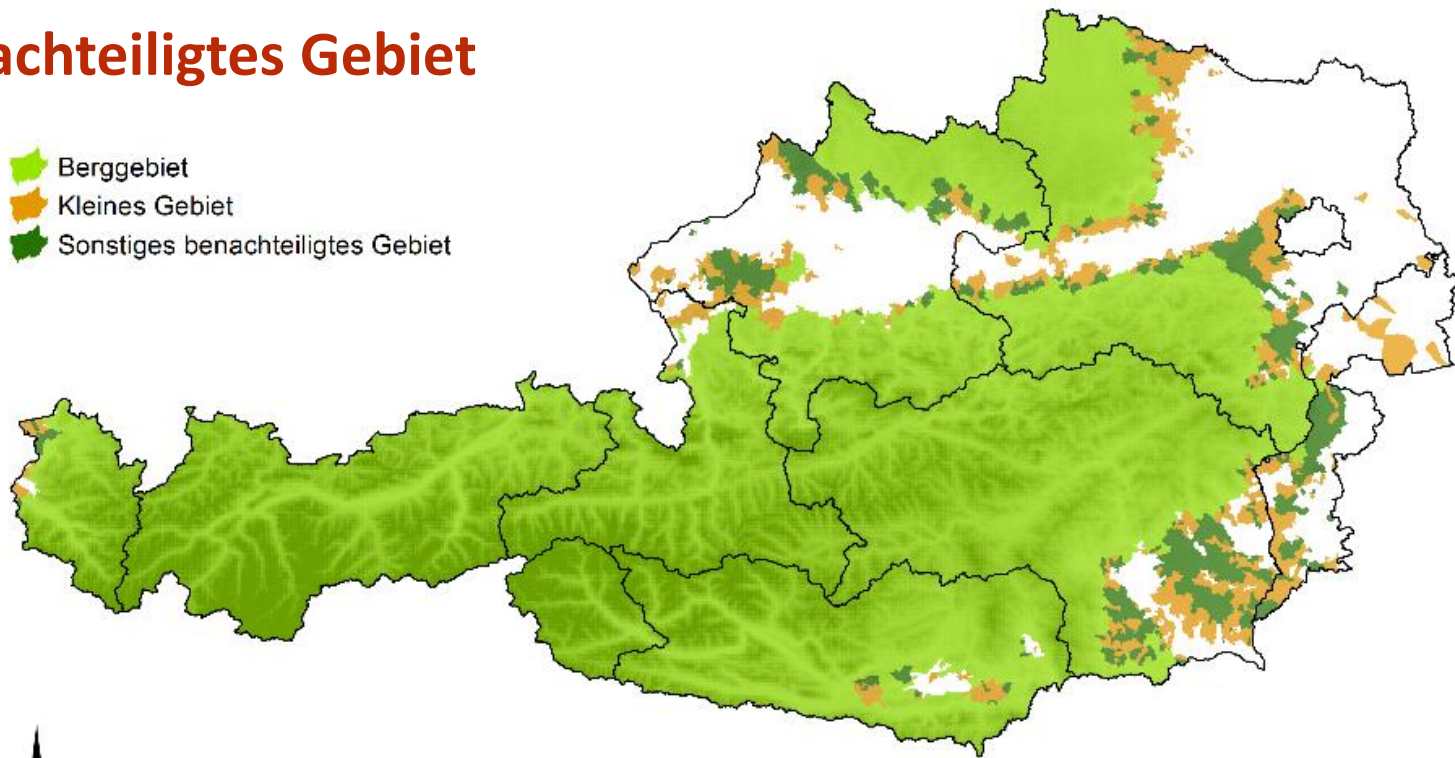 achteiligtes Gebiet
Berggebiet
Kleines Gebiet
Sonstiges benachteiligtes Gebiet